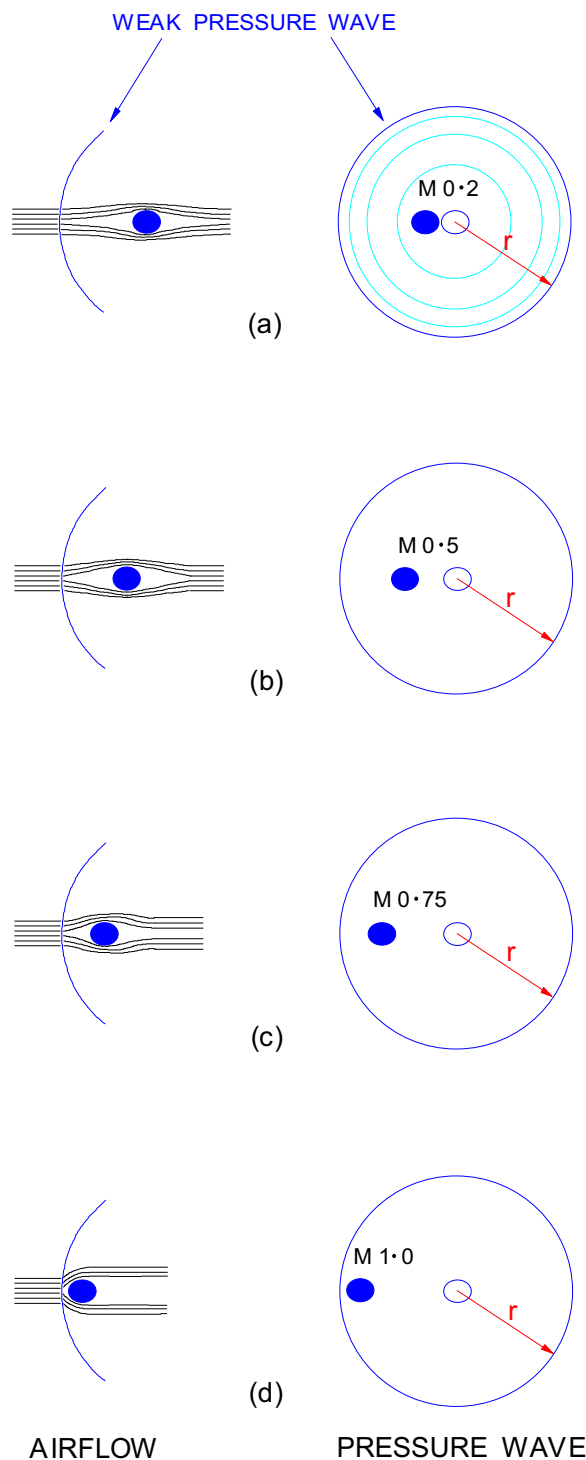 WEAK PRESSURE WAVE
M 0·2
r
(a)
M 0·5
r
(b)
M 0·75
r
(c)
M 1·0
r
(d)
AIRFLOW
PRESSURE WAVE